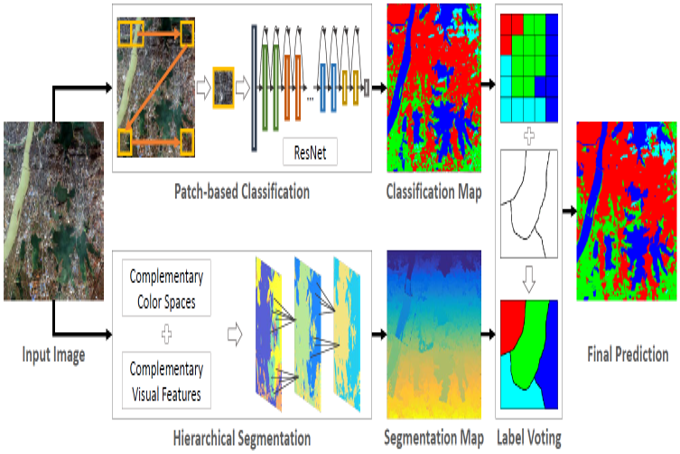 ResNet
Patch-based Classification
Classification Map
Input Image
Complementary
Color Spaces
Complementary
Visual Features
Hierarchical Segmentation
Segmentation Map
Label Voting
Final Prediction